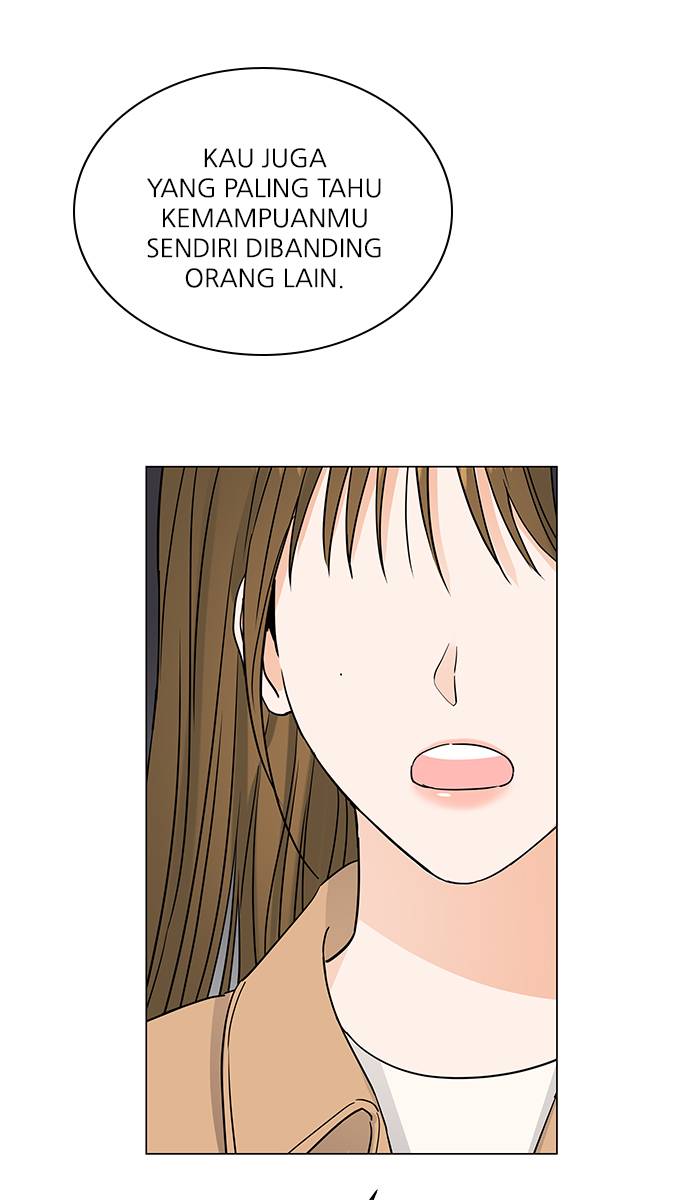 KAU JUGA
YANG PALING TAHU
KEMAMPUANMU
SENDIRI DIBANDING
ORANG LAIN.